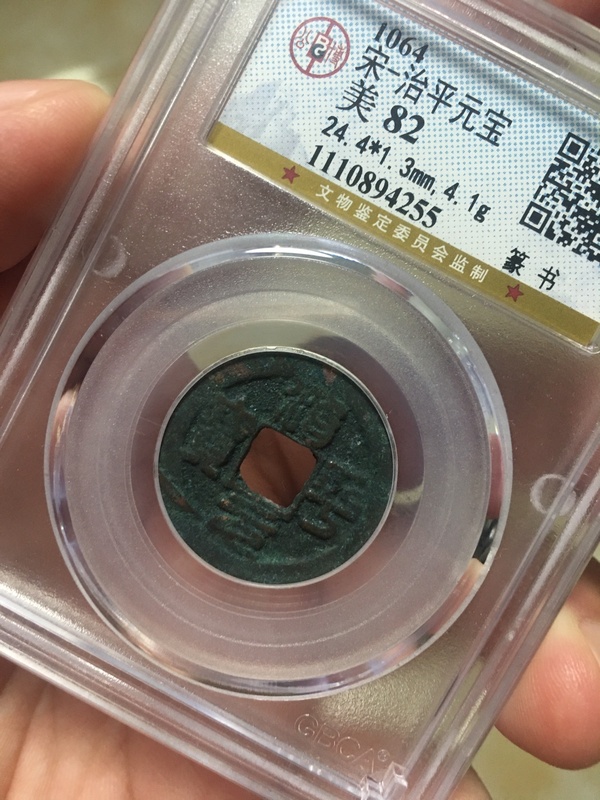 1064
宋-治平元宝
美 82
24.4*1.3mm,4.1g
1110894255
文物鉴定委员会监制
篆书
GBCA